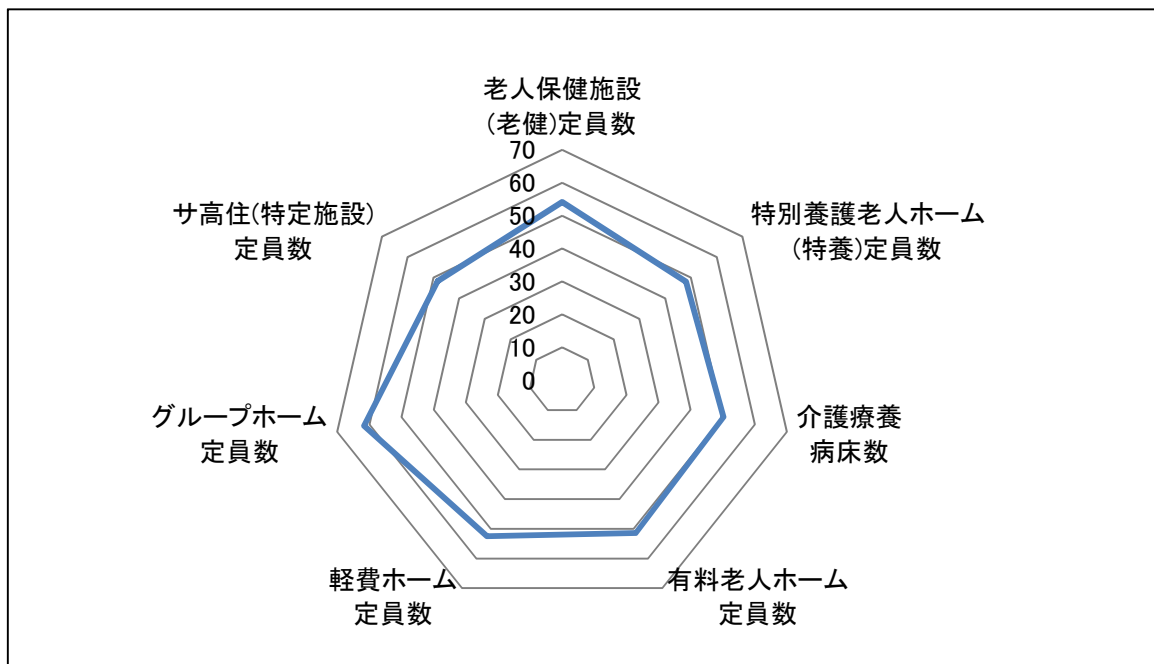 老人保健施設
(老健)定員数
70
60
50
40
30
20
10
0
特別養護老人ホーム
(特養)定員数
介護療養
病床数
有料老人ホーム
定員数
軽費ホーム
定員数
グループホーム
定員数
サ高住(特定施設)
定員数